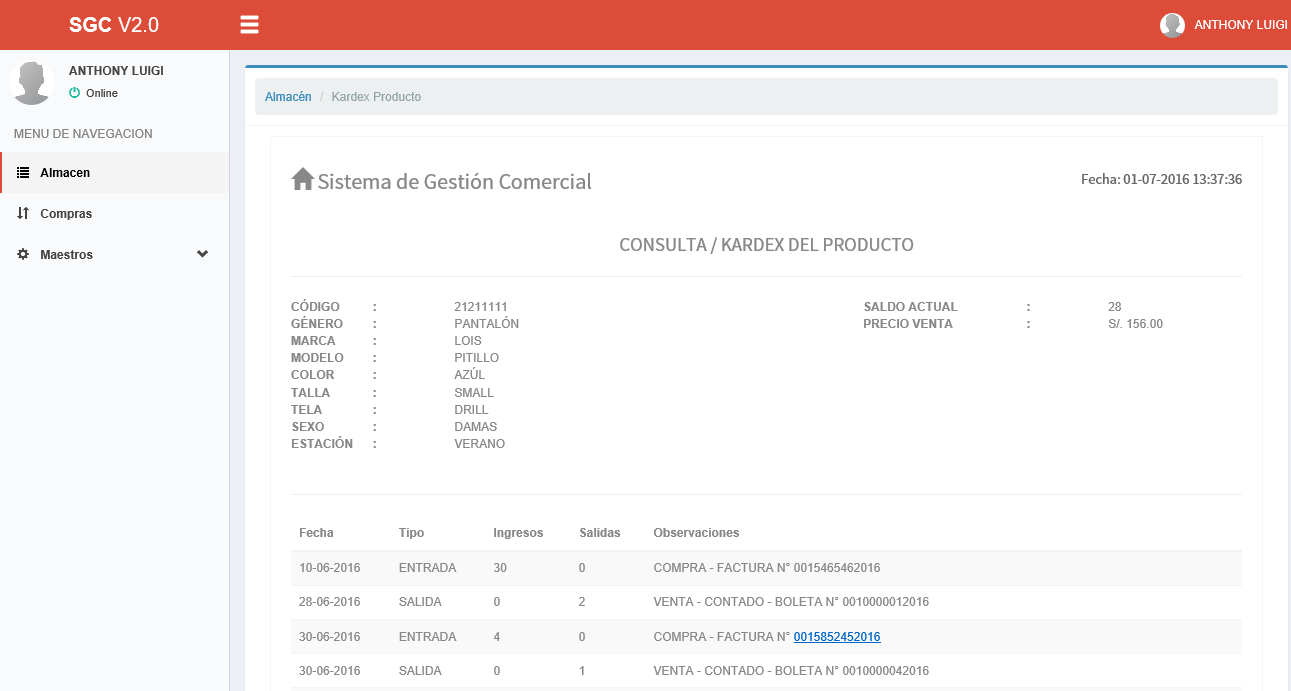 SGC V2.0
ANTHONY LUIGI
ANTHONY LUIGI
Online
MENU DE NAVEGACION
Almacen
Compras
Maestros
Almacén / Kardex Producto
Sistema de Gestión Comercial
Fecha: 01-07-2016 13:37:36
CONSULTA / KARDEX DEL PRODUCTO
CÓDIGO : 21211111
GÉNERO : PANTALÓN
MARCA : LOIS
MODELO : PITILLO
COLOR : AZÚL
TALLA : SMALL
TELA : DRILL
SEXO : DAMAS
ESTACIÓN : VERANO
SALDO ACTUAL : 28
PRECIO VENTA : S/. 156.00
Fecha Tipo Ingresos Salidas Observaciones
10-06-2016 ENTRADA 30 0 COMPRA - FACTURA N° 0015465462016
28-06-2016 SALIDA 0 2 VENTA - CONTADO - BOLETA N° 0010000012016
30-06-2016 ENTRADA 4 0 COMPRA - FACTURA N° 0015852452016
30-06-2016 SALIDA 0 1 VENTA - CONTADO - BOLETA N° 0010000042016